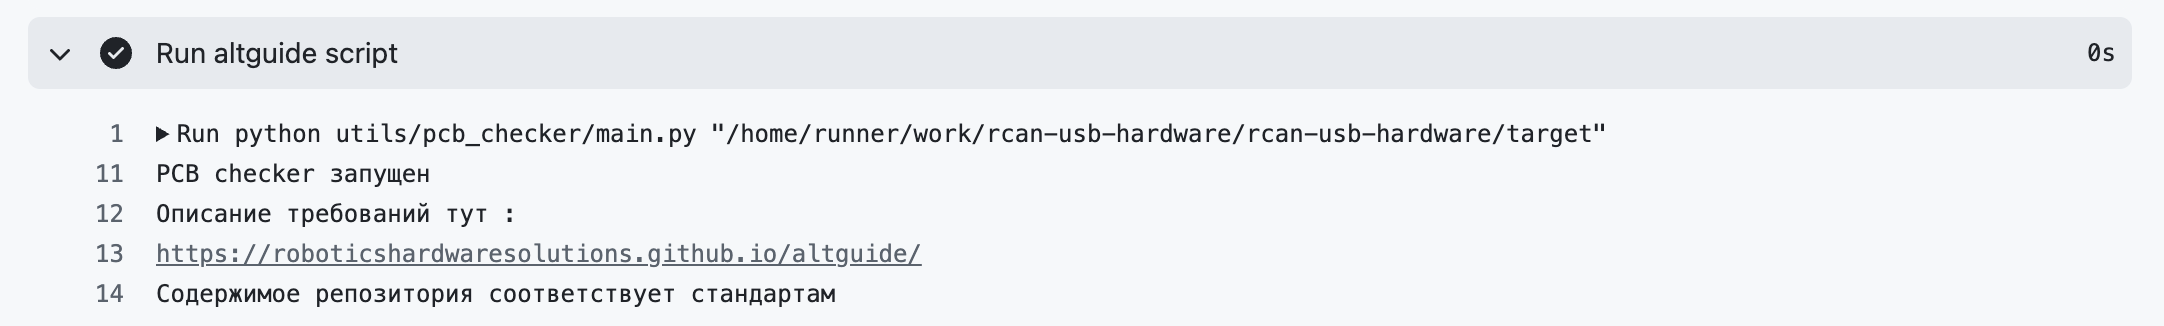 Run altguide script 0s
1 ▶Run python utils/pcb_checker/main.py "/home/runner/work/rcan-usb-hardware/rcan-usb-hardware/target"
11 PCB checker запущен
12 Описание требований тут :
13 https://roboticshardwaresolutions.github.io/altguide/
14 Содержимое репозитория соответствует стандартам